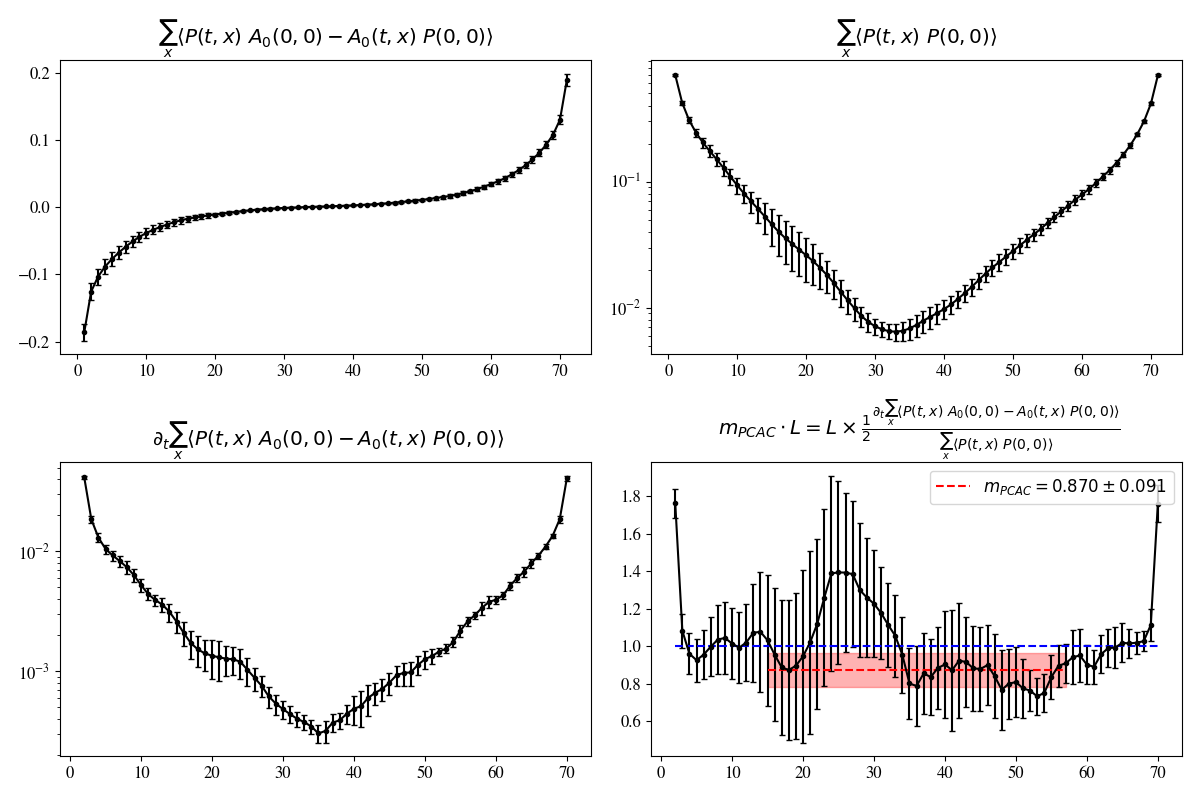 ∑ₓ⟨P(t, x) A₀(0, 0) − A₀(t, x) P(0, 0)⟩
0.2
0.1
0.0
−0.1
−0.2
0 10 20 30 40 50 60 70
∑ₓ⟨P(t, x) P(0, 0)⟩
10⁻¹
10⁻²
0 10 20 30 40 50 60 70
∂ₜ∑ₓ⟨P(t, x) A₀(0, 0) − A₀(t, x) P(0, 0)⟩
10⁻²
10⁻³
0 10 20 30 40 50 60 70
m_PCAC · L = L × 1/2 ∂ₜ∑ₓ⟨P(t, x) A₀(0, 0) − A₀(t, x) P(0, 0)⟩ / ∑ₓ⟨P(t, x) P(0, 0)⟩
m_PCAC = 0.870 ± 0.091
1.8
1.6
1.4
1.2
1.0
0.8
0.6
0 10 20 30 40 50 60 70